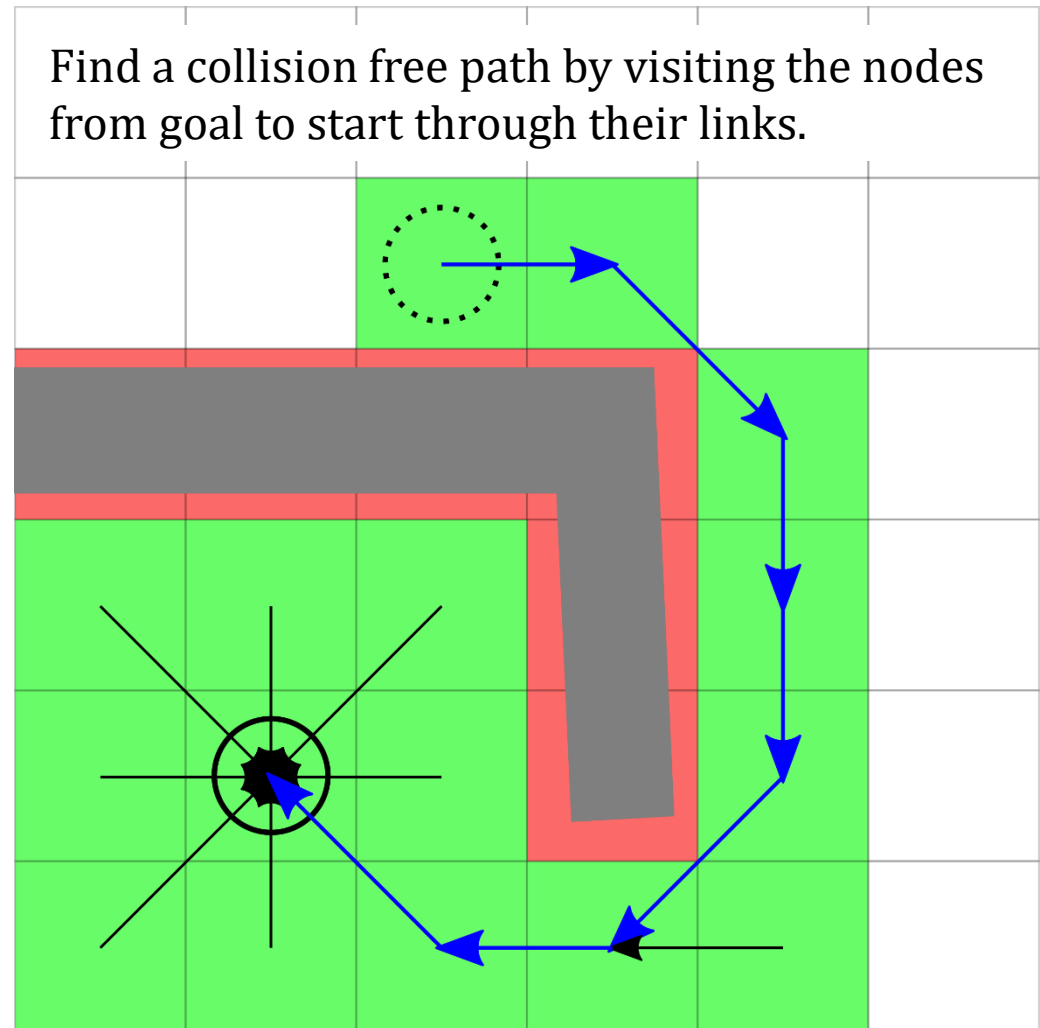 Find a collision free path by visiting the nodes
from goal to start through their links.